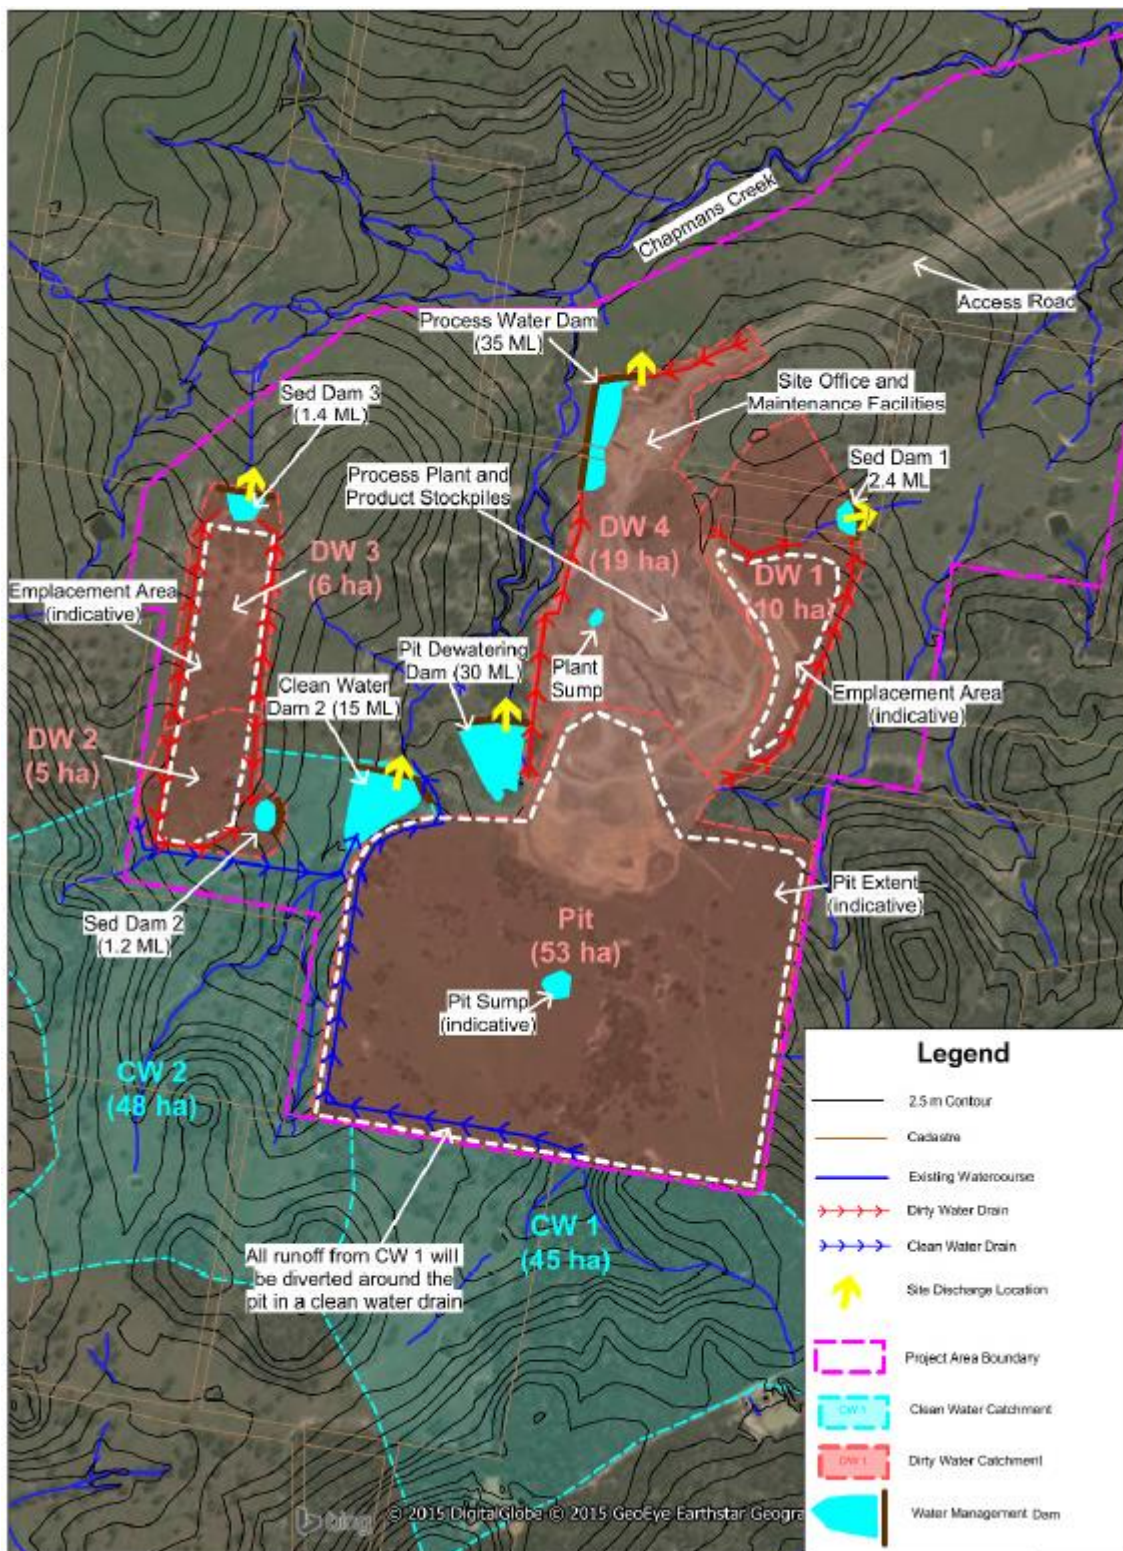 Chapmans Creek
Access Road
Process Water Dam
(35 ML)
Site Office and
Maintenance Facilities
Sed Dam 3
(1.4 ML)
Sed Dam 1
2.4 ML
Process Plant and
Product Stockpiles
DW 4
(19 ha)
DW 3
(6 ha)
DW 1
(10 ha)
Emplacement Area
(indicative)
Pit Dewatering
Dam (30 ML)
Plant
Sump
Clean Water
Dam 2 (15 ML)
Emplacement Area
(indicative)
DW 2
(5 ha)
Pit Extent
(indicative)
Sed Dam 2
(1.2 ML)
Pit
(53 ha)
Pit Sump
(indicative)
CW 2
(48 ha)
CW 1
(45 ha)
All runoff from CW 1 will
be diverted around the
pit in a clean water drain
Legend
2.5 m Contour
Cadastre
Existing Watercourse
Dirty Water Drain
Clean Water Drain
Site Discharge Location
Project Area Boundary
CW 1
Clean Water Catchment
DW 1
Dirty Water Catchment
Water Management Dam
bing
© 2015 DigitalGlobe © 2015 GeoEye Earthstar Geogra